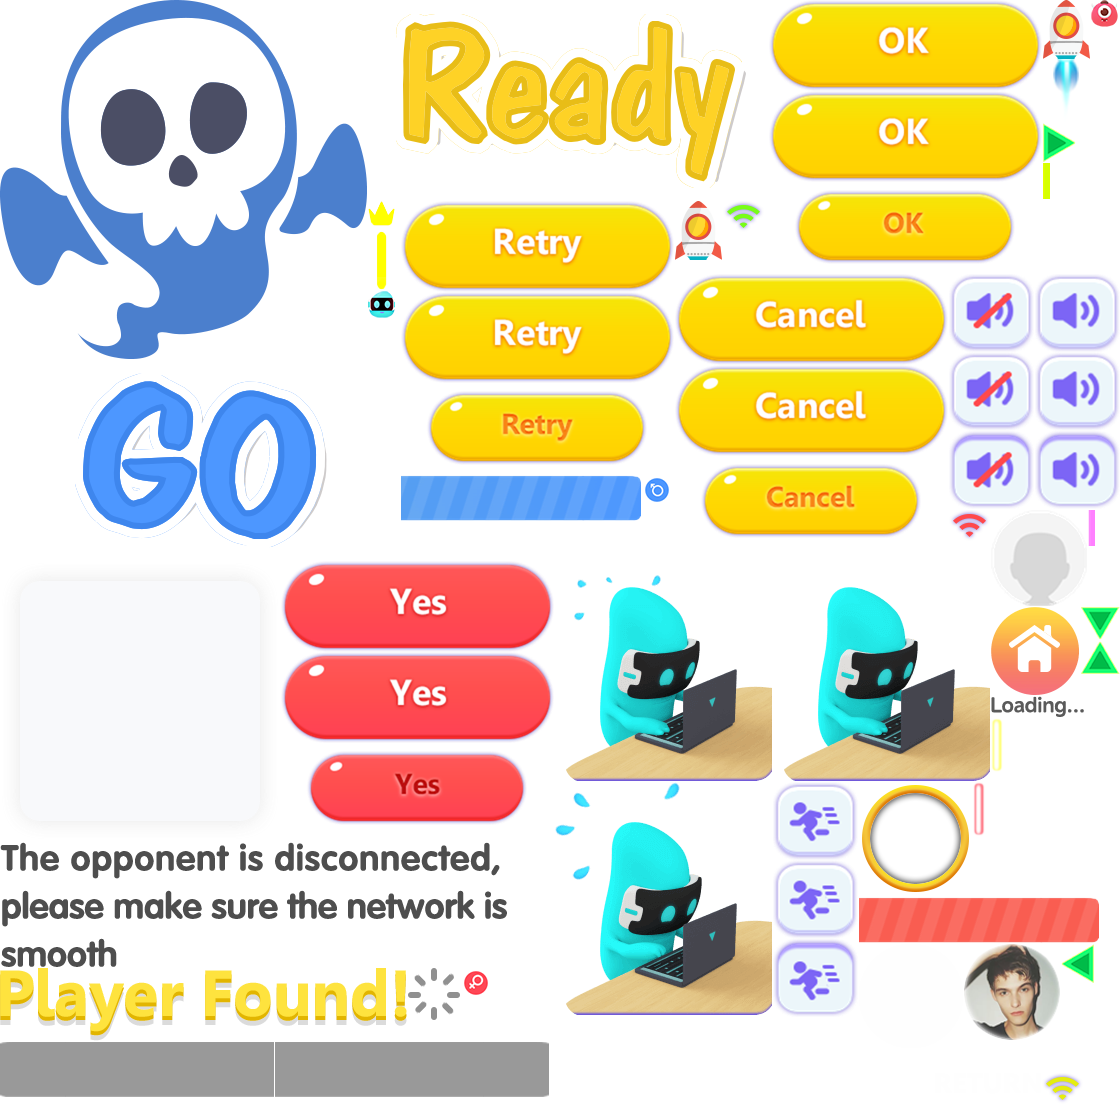 Ready
OK
OK
OK
Retry
Retry
Retry
Cancel
Cancel
Cancel
GO
Yes
Yes
Yes
Loading...
The opponent is disconnected,
please make sure the network is
smooth
Player Found!